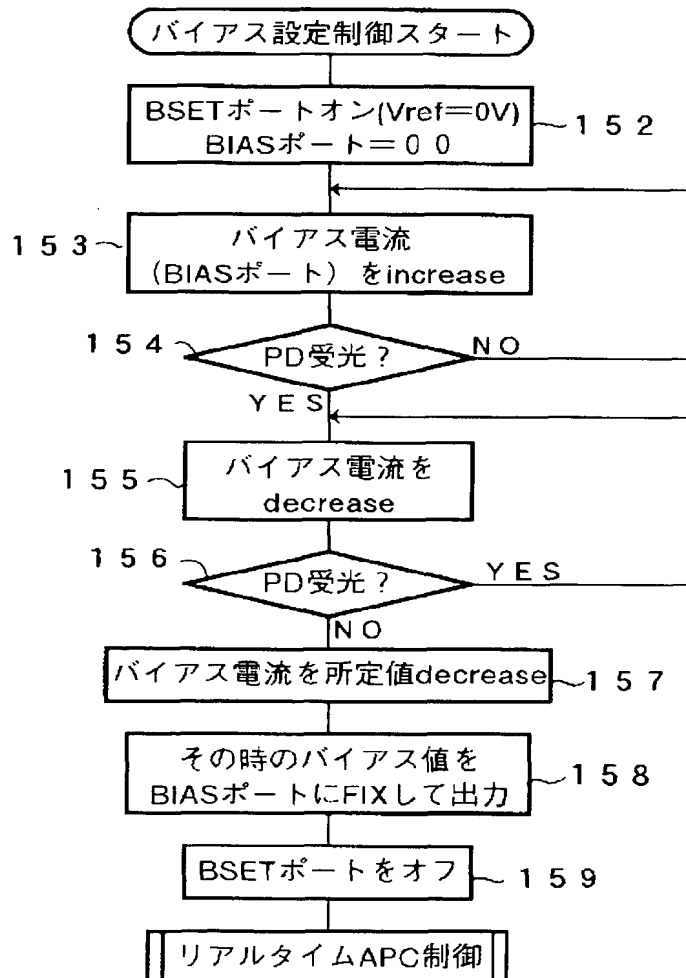 バイアス設定制御スタート
BSETポートオン(Vref=0V)
BIASポート=００
１５２
１５３
バイアス電流
(BIASポート) をincrease
１５４
PD受光？
NO
YES
１５５
バイアス電流を
decrease
１５６
PD受光？
YES
NO
バイアス電流を所定値decrease
１５７
その時のバイアス値を
BIASポートにFIXして出力
１５８
BSETポートをオフ
１５９
リアルタイムAPC制御